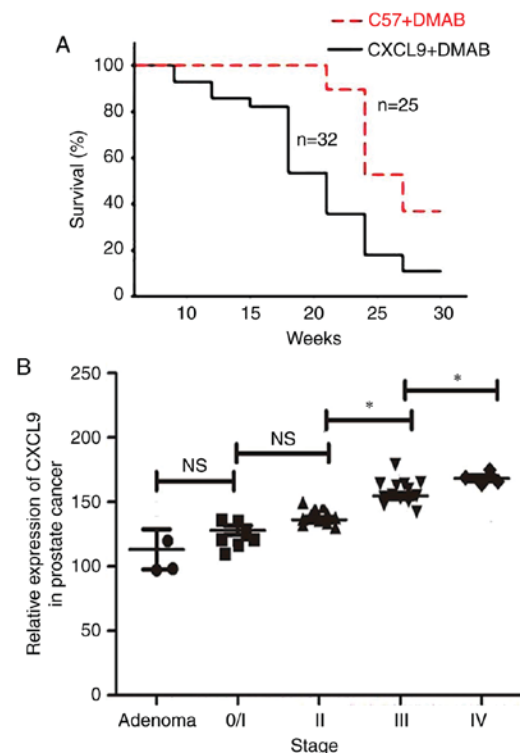 A
C57+DMAB
CXCL9+DMAB
Survival (%)
100
80
60
40
20
0
n=25
n=32
10
15
20
25
30
Weeks
B
Relative expression of CXCL9
in prostate cancer
250
200
150
100
50
0
NS
NS
*
*
Adenoma
0/I
II
III
IV
Stage